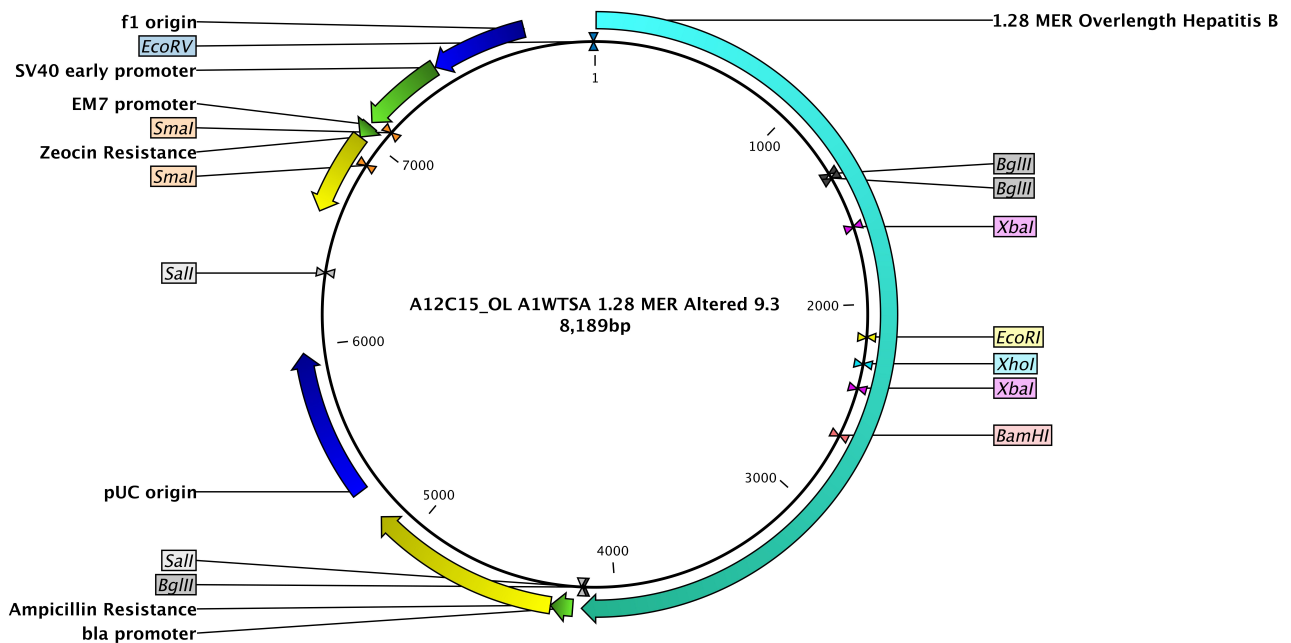 f1 origin
EcoRV
SV40 early promoter
EM7 promoter
SmaI
Zeocin Resistance
SmaI
SalI
pUC origin
SalI
BglII
Ampicillin Resistance
bla promoter
1
1000
2000
3000
4000
5000
6000
7000
A12C15_OL A1WTSA 1.28 MER Altered 9.3
8,189bp
1.28 MER Overlength Hepatitis B
BglII
BglII
XbaI
EcoRI
XhoI
XbaI
BamHI